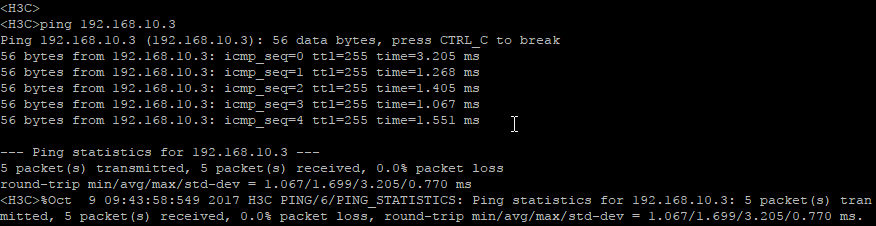 <H3C>
<H3C>ping 192.168.10.3
Ping 192.168.10.3 (192.168.10.3): 56 data bytes, press CTRL_C to break
56 bytes from 192.168.10.3: icmp_seq=0 ttl=255 time=3.205 ms
56 bytes from 192.168.10.3: icmp_seq=1 ttl=255 time=1.268 ms
56 bytes from 192.168.10.3: icmp_seq=2 ttl=255 time=1.405 ms
56 bytes from 192.168.10.3: icmp_seq=3 ttl=255 time=1.067 ms
56 bytes from 192.168.10.3: icmp_seq=4 ttl=255 time=1.551 ms

--- Ping statistics for 192.168.10.3 ---
5 packet(s) transmitted, 5 packet(s) received, 0.0% packet loss
round-trip min/avg/max/std-dev = 1.067/1.699/3.205/0.770 ms
<H3C>%Oct  9 09:43:58:549 2017 H3C PING/6/PING_STATISTICS: Ping statistics for 192.168.10.3: 5 packet(s) tran
mitted, 5 packet(s) received, 0.0% packet loss, round-trip min/avg/max/std-dev = 1.067/1.699/3.205/0.770 ms.